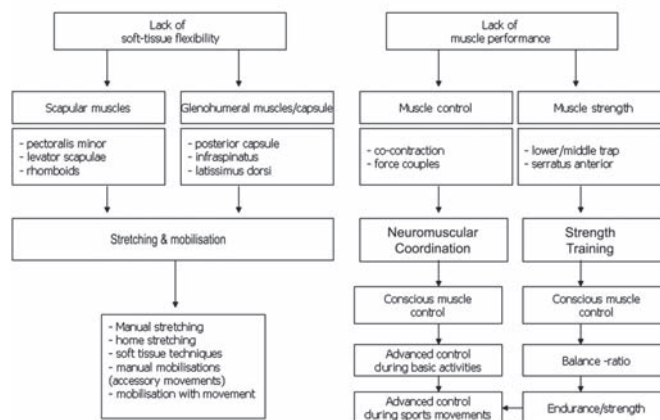 Lack of
soft-tissue flexibility
Scapular muscles
- pectoralis minor
- levator scapulae
- rhomboids
Glenohumeral muscles/capsule
- posterior capsule
- infraspinatus
- latissimus dorsi
Stretching & mobilisation
- Manual stretching
- home stretching
- soft tissue techniques
- manual mobilisations
(accessory movements)
- mobilisation with movement
Lack of
muscle performance
Muscle control
- co-contraction
- force couples
Muscle strength
- lower/middle trap
- serratus anterior
Neuromuscular
Coordination
Strength
Training
Conscious muscle
control
Conscious muscle
control
Advanced control
during basic activities
Balance -ratio
Advanced control
during sports movements
Endurance/strength